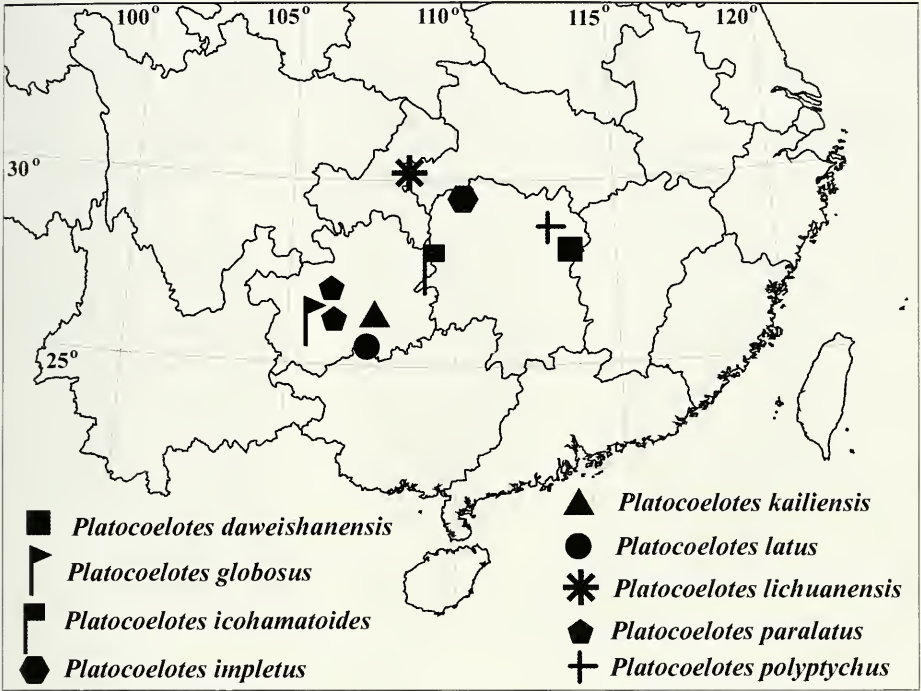 100° 105° 110° 115° 120°
30°
25°
Platocoelotes daweishanensis
Platocoelotes globosus
Platocoelotes icohamatoides
Platocoelotes impletus
Platocoelotes kailiensis
Platocoelotes latus
Platocoelotes lichuanensis
Platocoelotes paralatus
Platocoelotes polyptychus